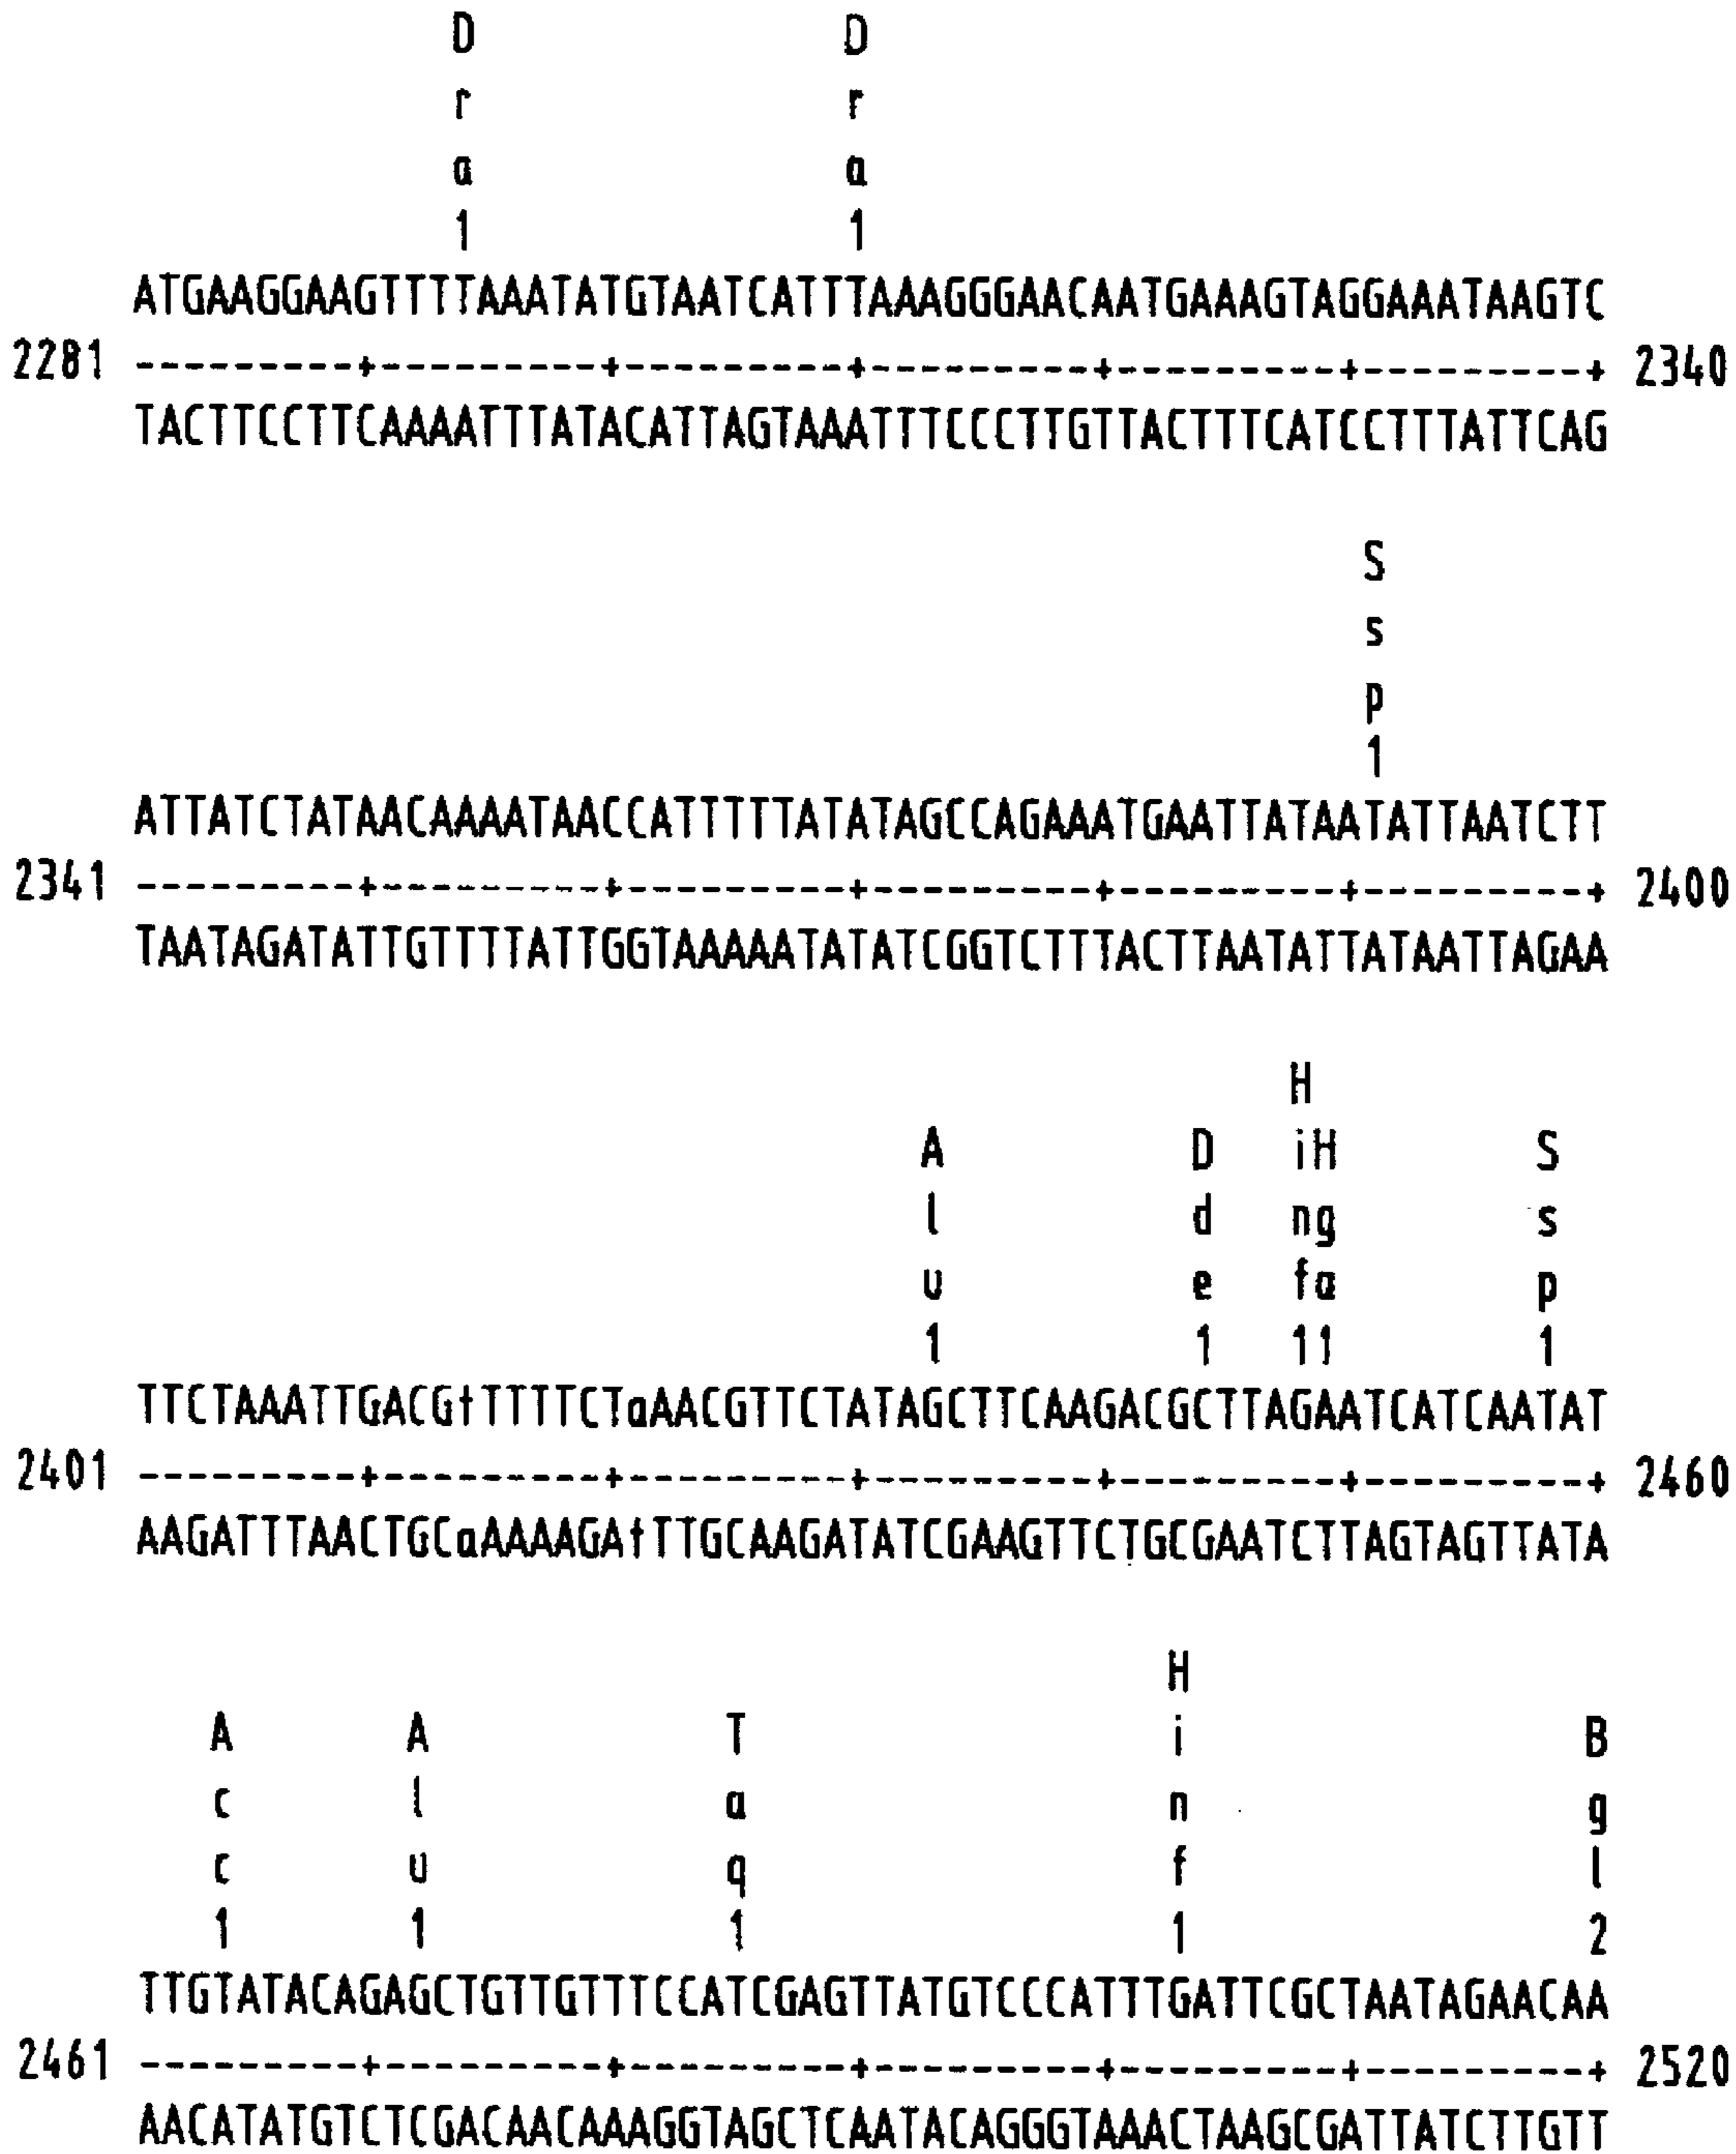 D D
r r
a a
1 1
ATGAAGGAAGTTTTAAATATGTAATCATTTAAAGGGAACAATGAAAGTAGGAAATAAGTC
2281 ---------+---------+---------+---------+---------+---------+ 2340
TACTTCCTTCAAAATTTATACATTAGTAAATTTCCCTTGTTACTTTCATCCTTTATTCAG
S
s
p
1
ATTATCTATAACAAAATAACCATTTTTATATAGCCAGAAATGAATTATAATATTAATCTT
2341 ---------+---------+---------+---------+---------+---------+ 2400
TAATAGATATTGTTTTATTGGTAAAAATATATCGGTCTTTACTTAATATTATAATTAGAA
H
A D iH S
l d ng s
u e fa p
1 1 11 1
TTCTAAATTGACGtTTTTCTaAACGTTCTATAGCTTCAAGACGCTTAGAATCATCAATAT
2401 ---------+---------+---------+---------+---------+---------+ 2460
AAGATTTAACTGCaAAAAGAtTTGCAAGATATCGAAGTTCTGCGAATCTTAGTAGTTATA
H
A A T i B
c l a n g
c u q f l
1 1 1 1 2
TTGTATACAGAGCTGTTGTTTCCATCGAGTTATGTCCCATTTGATTCGCTAATAGAACAA
2461 ---------+---------+---------+---------+---------+---------+ 2520
AACATATGTCTCGACAACAAAGGTAGCTCAATACAGGGTAAACTAAGCGATTATCTTGTT